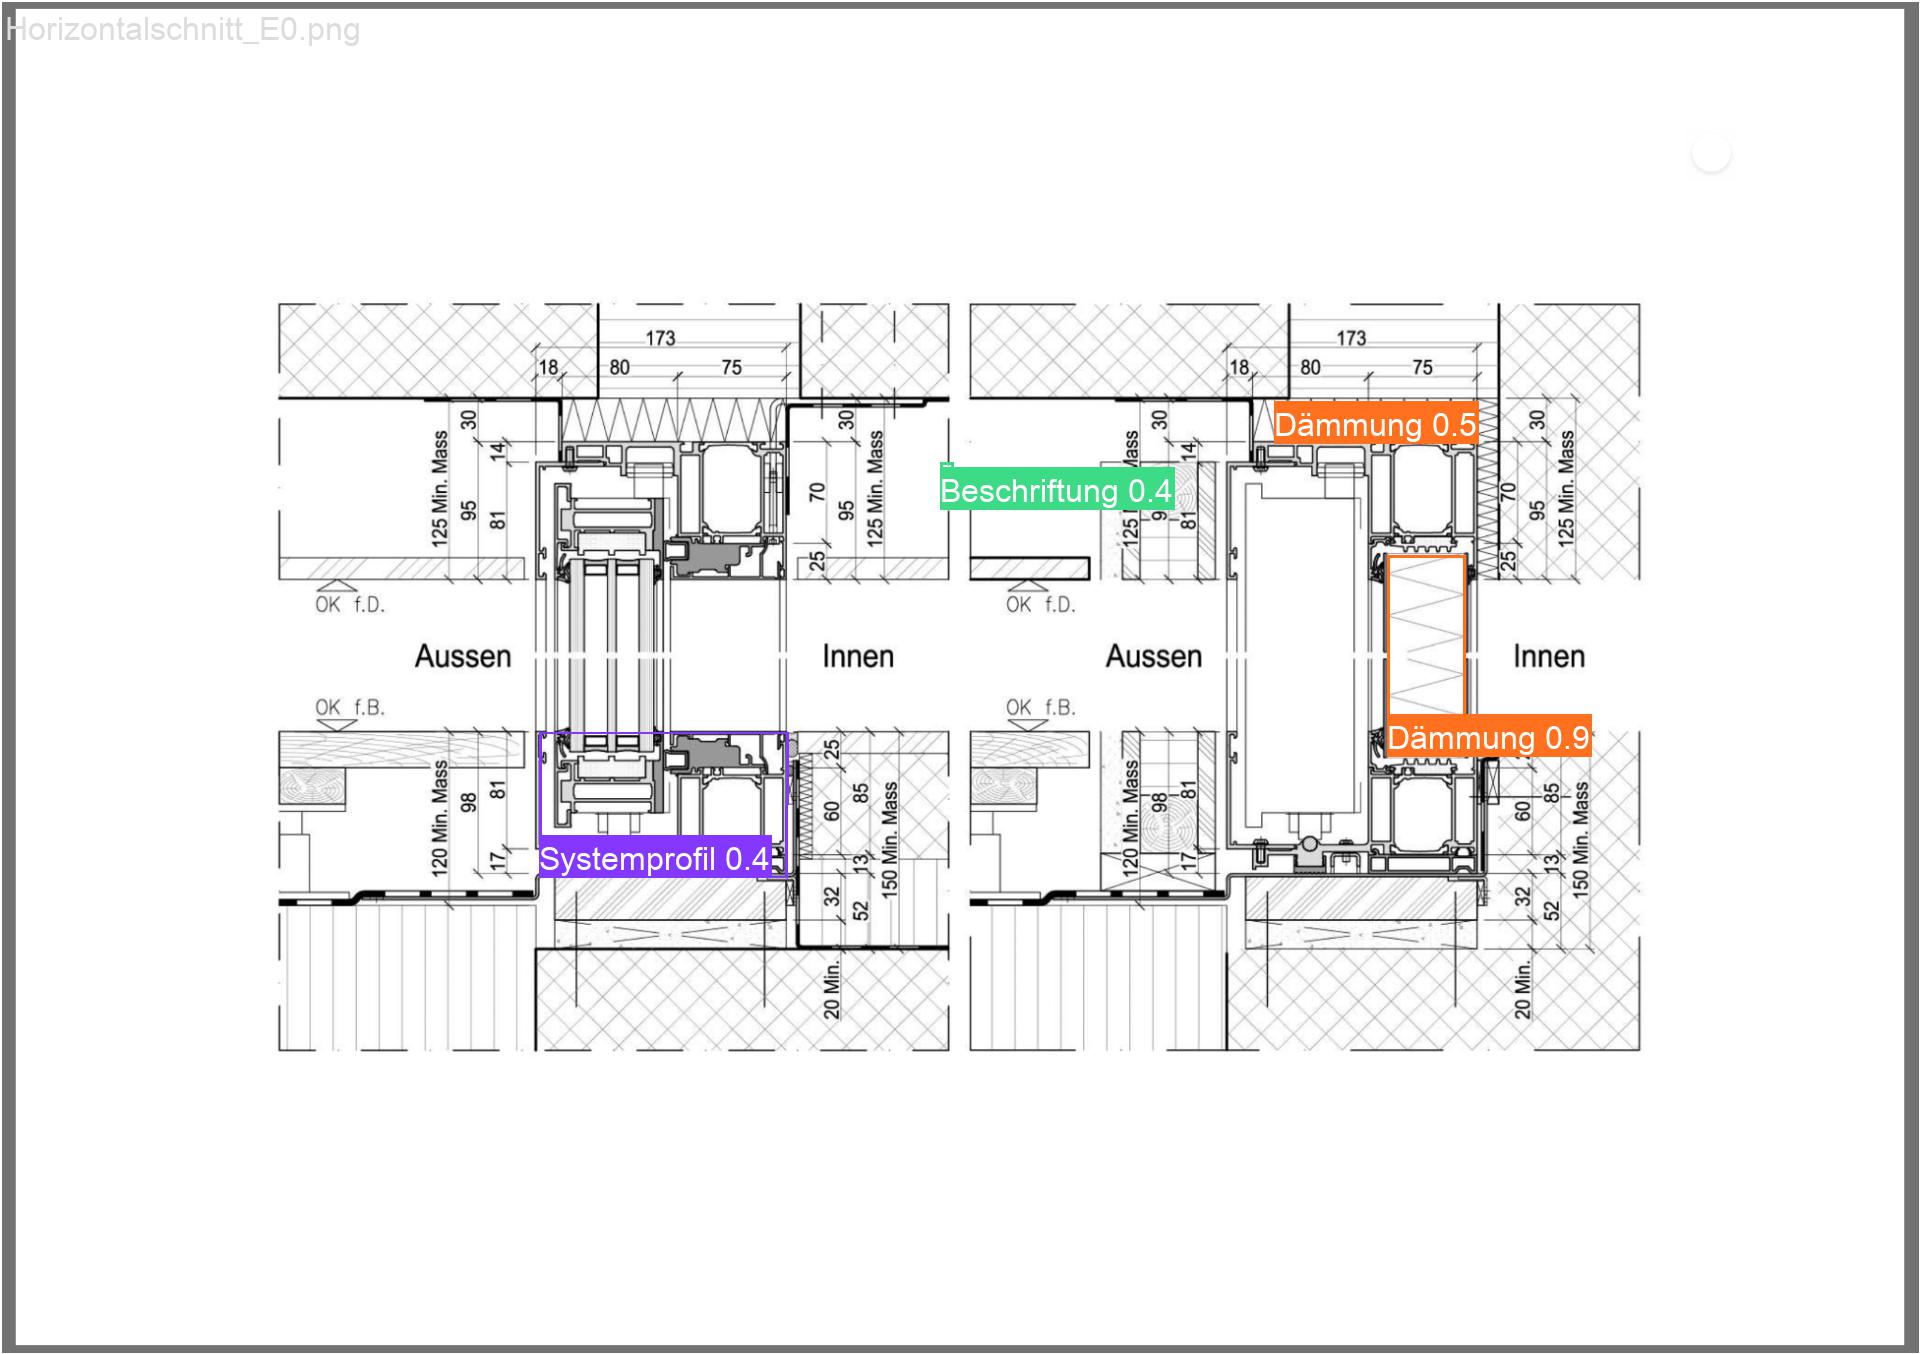 Horizontalschnitt_E0.png
173
18 80 75
30
14
125 Min. Mass
95
81
30
70
95
125 Min. Mass
25
OK f.D.
Aussen
Innen
OK f.B.
120 Min. Mass
98
81
17
25
60
85
13
150 Min. Mass
32
52
20 Min.
Systemprofil 0.4
173
18 80 75
Dämmung 0.5
30
14
Beschriftung 0.4
81
30
70
95
125 Min. Mass
25
OK f.D.
Aussen
Innen
OK f.B.
Dämmung 0.9
120 Min. Mass
98
81
17
60
85
13
150 Min. Mass
32
52
20 Min.